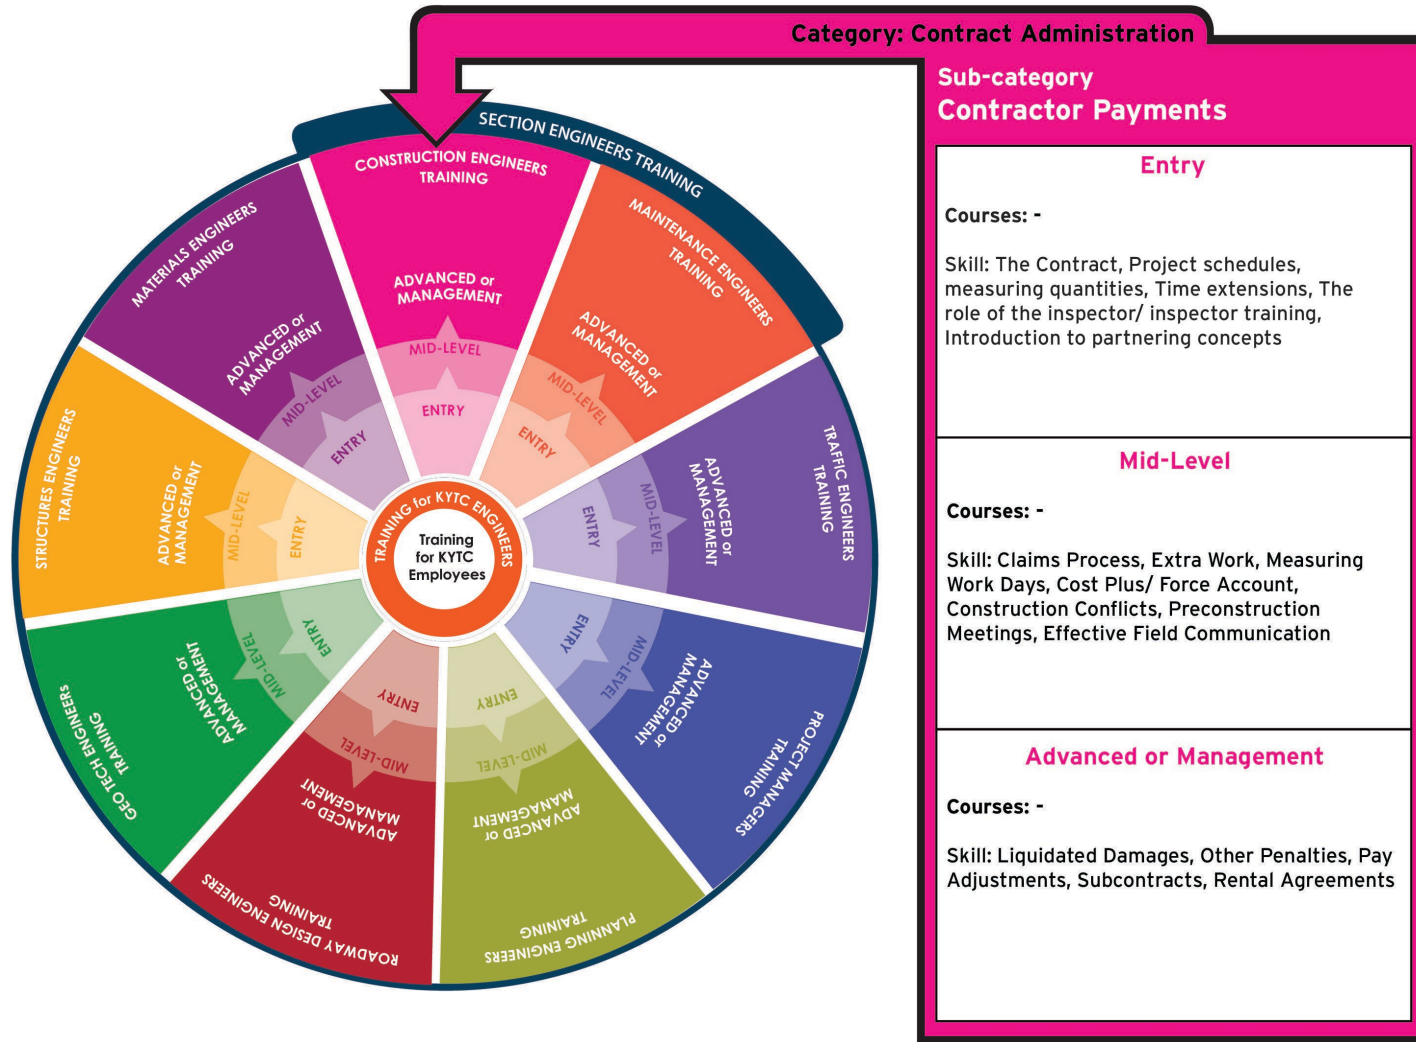 Category: Contract Administration
Sub-category
Contractor Payments
Entry
Courses: -
Skill: The Contract, Project schedules,
measuring quantities, Time extensions, The
role of the inspector/ inspector training,
Introduction to partnering concepts
Mid-Level
Courses: -
Skill: Claims Process, Extra Work, Measuring
Work Days, Cost Plus/ Force Account,
Construction Conflicts, Preconstruction
Meetings, Effective Field Communication
Advanced or Management
Courses: -
Skill: Liquidated Damages, Other Penalties, Pay
Adjustments, Subcontracts, Rental Agreements
SECTION ENGINEERS TRAINING
CONSTRUCTION ENGINEERS
TRAINING
ADVANCED or
MANAGEMENT
MID-LEVEL
ENTRY
MAINTENANCE ENGINEERS
TRAINING
ADVANCED or
MANAGEMENT
MID-LEVEL
ENTRY
TRAFFIC ENGINEERS
TRAINING
ADVANCED or
MANAGEMENT
MID-LEVEL
ENTRY
PROJECT MANAGERS
TRAINING
ADVANCED or
MANAGEMENT
MID-LEVEL
ENTRY
PLANNING ENGINEERS
TRAINING
ADVANCED or
MANAGEMENT
MID-LEVEL
ENTRY
ROADWAY DESIGN ENGINEERS
TRAINING
ADVANCED or
MANAGEMENT
MID-LEVEL
ENTRY
GEO TECH ENGINEERS
TRAINING
ADVANCED or
MANAGEMENT
MID-LEVEL
ENTRY
STRUCTURES ENGINEERS
TRAINING
ADVANCED or
MANAGEMENT
MID-LEVEL
ENTRY
MATERIALS ENGINEERS
TRAINING
ADVANCED or
MANAGEMENT
MID-LEVEL
ENTRY
TRAINING for KYTC ENGINEERS
Training
for KYTC
Employees